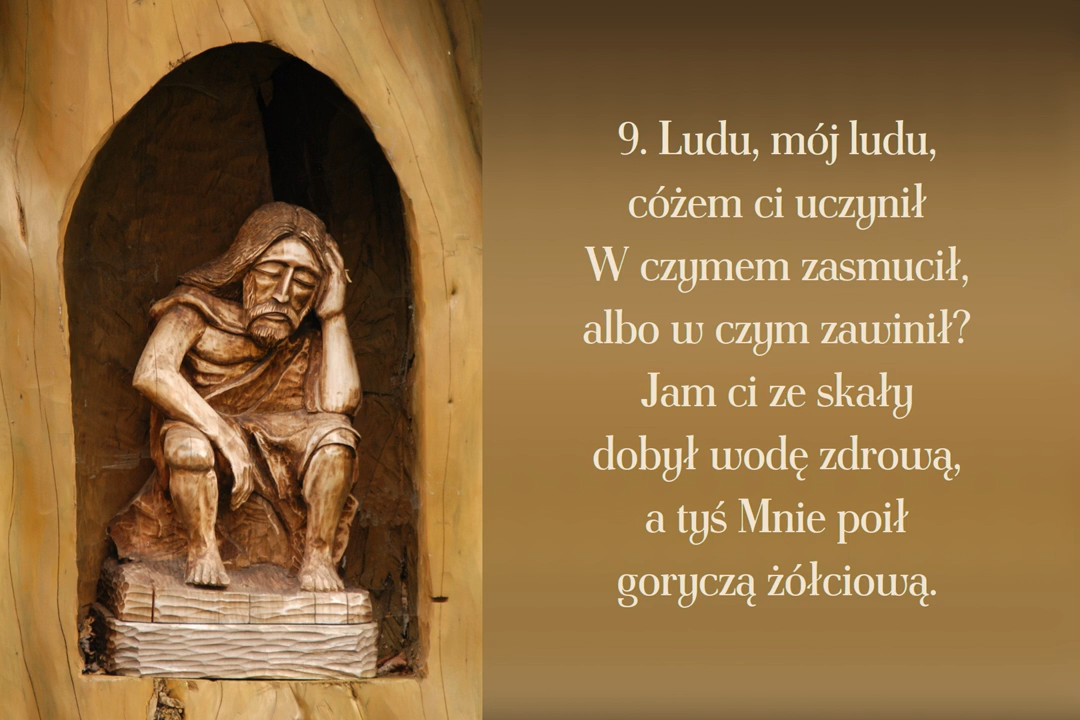 9. Ludu, mój ludu,
cóżem ci uczynił
W czymem zasmucił,
albo w czym zawinił?
Jam ci ze skały
dobył wodę zdrową,
a tyś Mnie poił
goryczą żółciową.